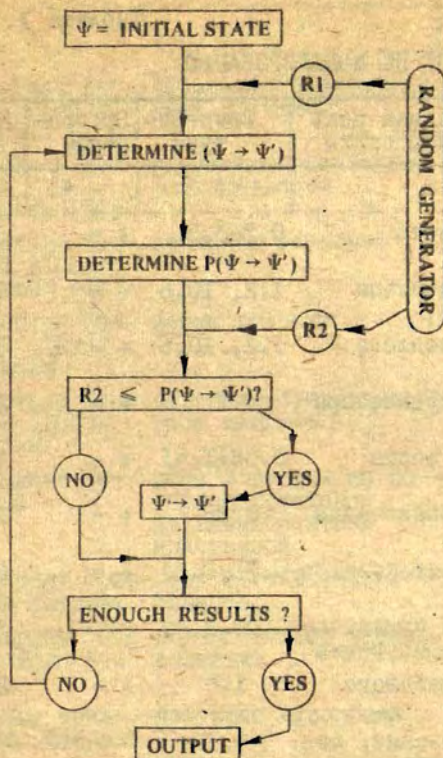 Ψ = INITIAL STATE
R1
RANDOM GENERATOR
DETERMINE (Ψ → Ψ')
DETERMINE P(Ψ → Ψ')
R2
R2 ≤ P(Ψ → Ψ')?
NO
YES
Ψ → Ψ'
ENOUGH RESULTS ?
NO
YES
OUTPUT